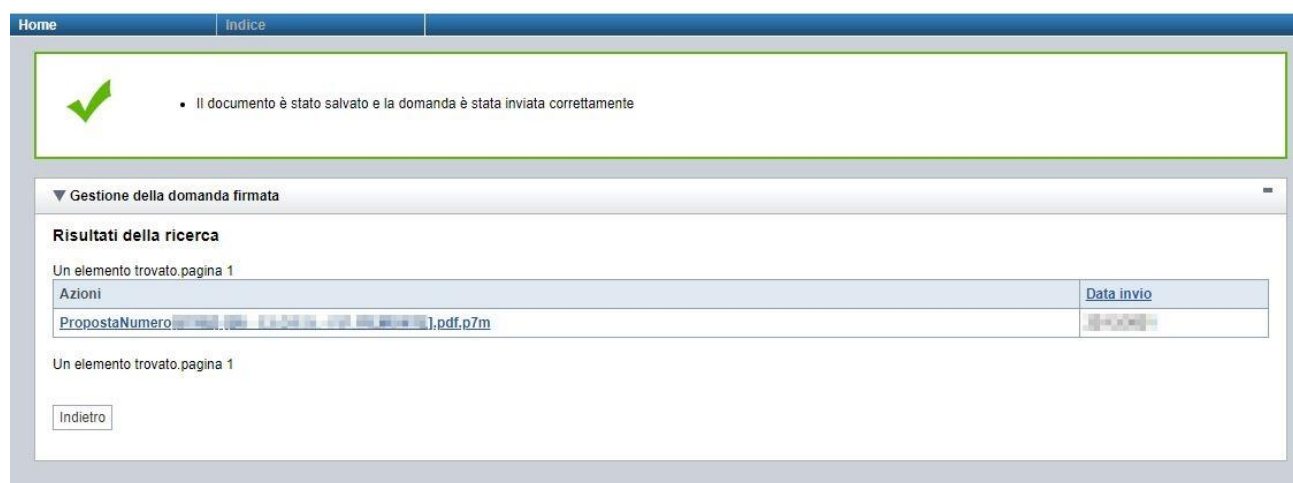 Home Indice
Il documento è stato salvato e la domanda è stata inviata correttamente
Gestione della domanda firmata
Risultati della ricerca
Un elemento trovato.pagina 1
Azioni Data invio
PropostaNumero ].pdf.p7m
Un elemento trovato.pagina 1
Indietro